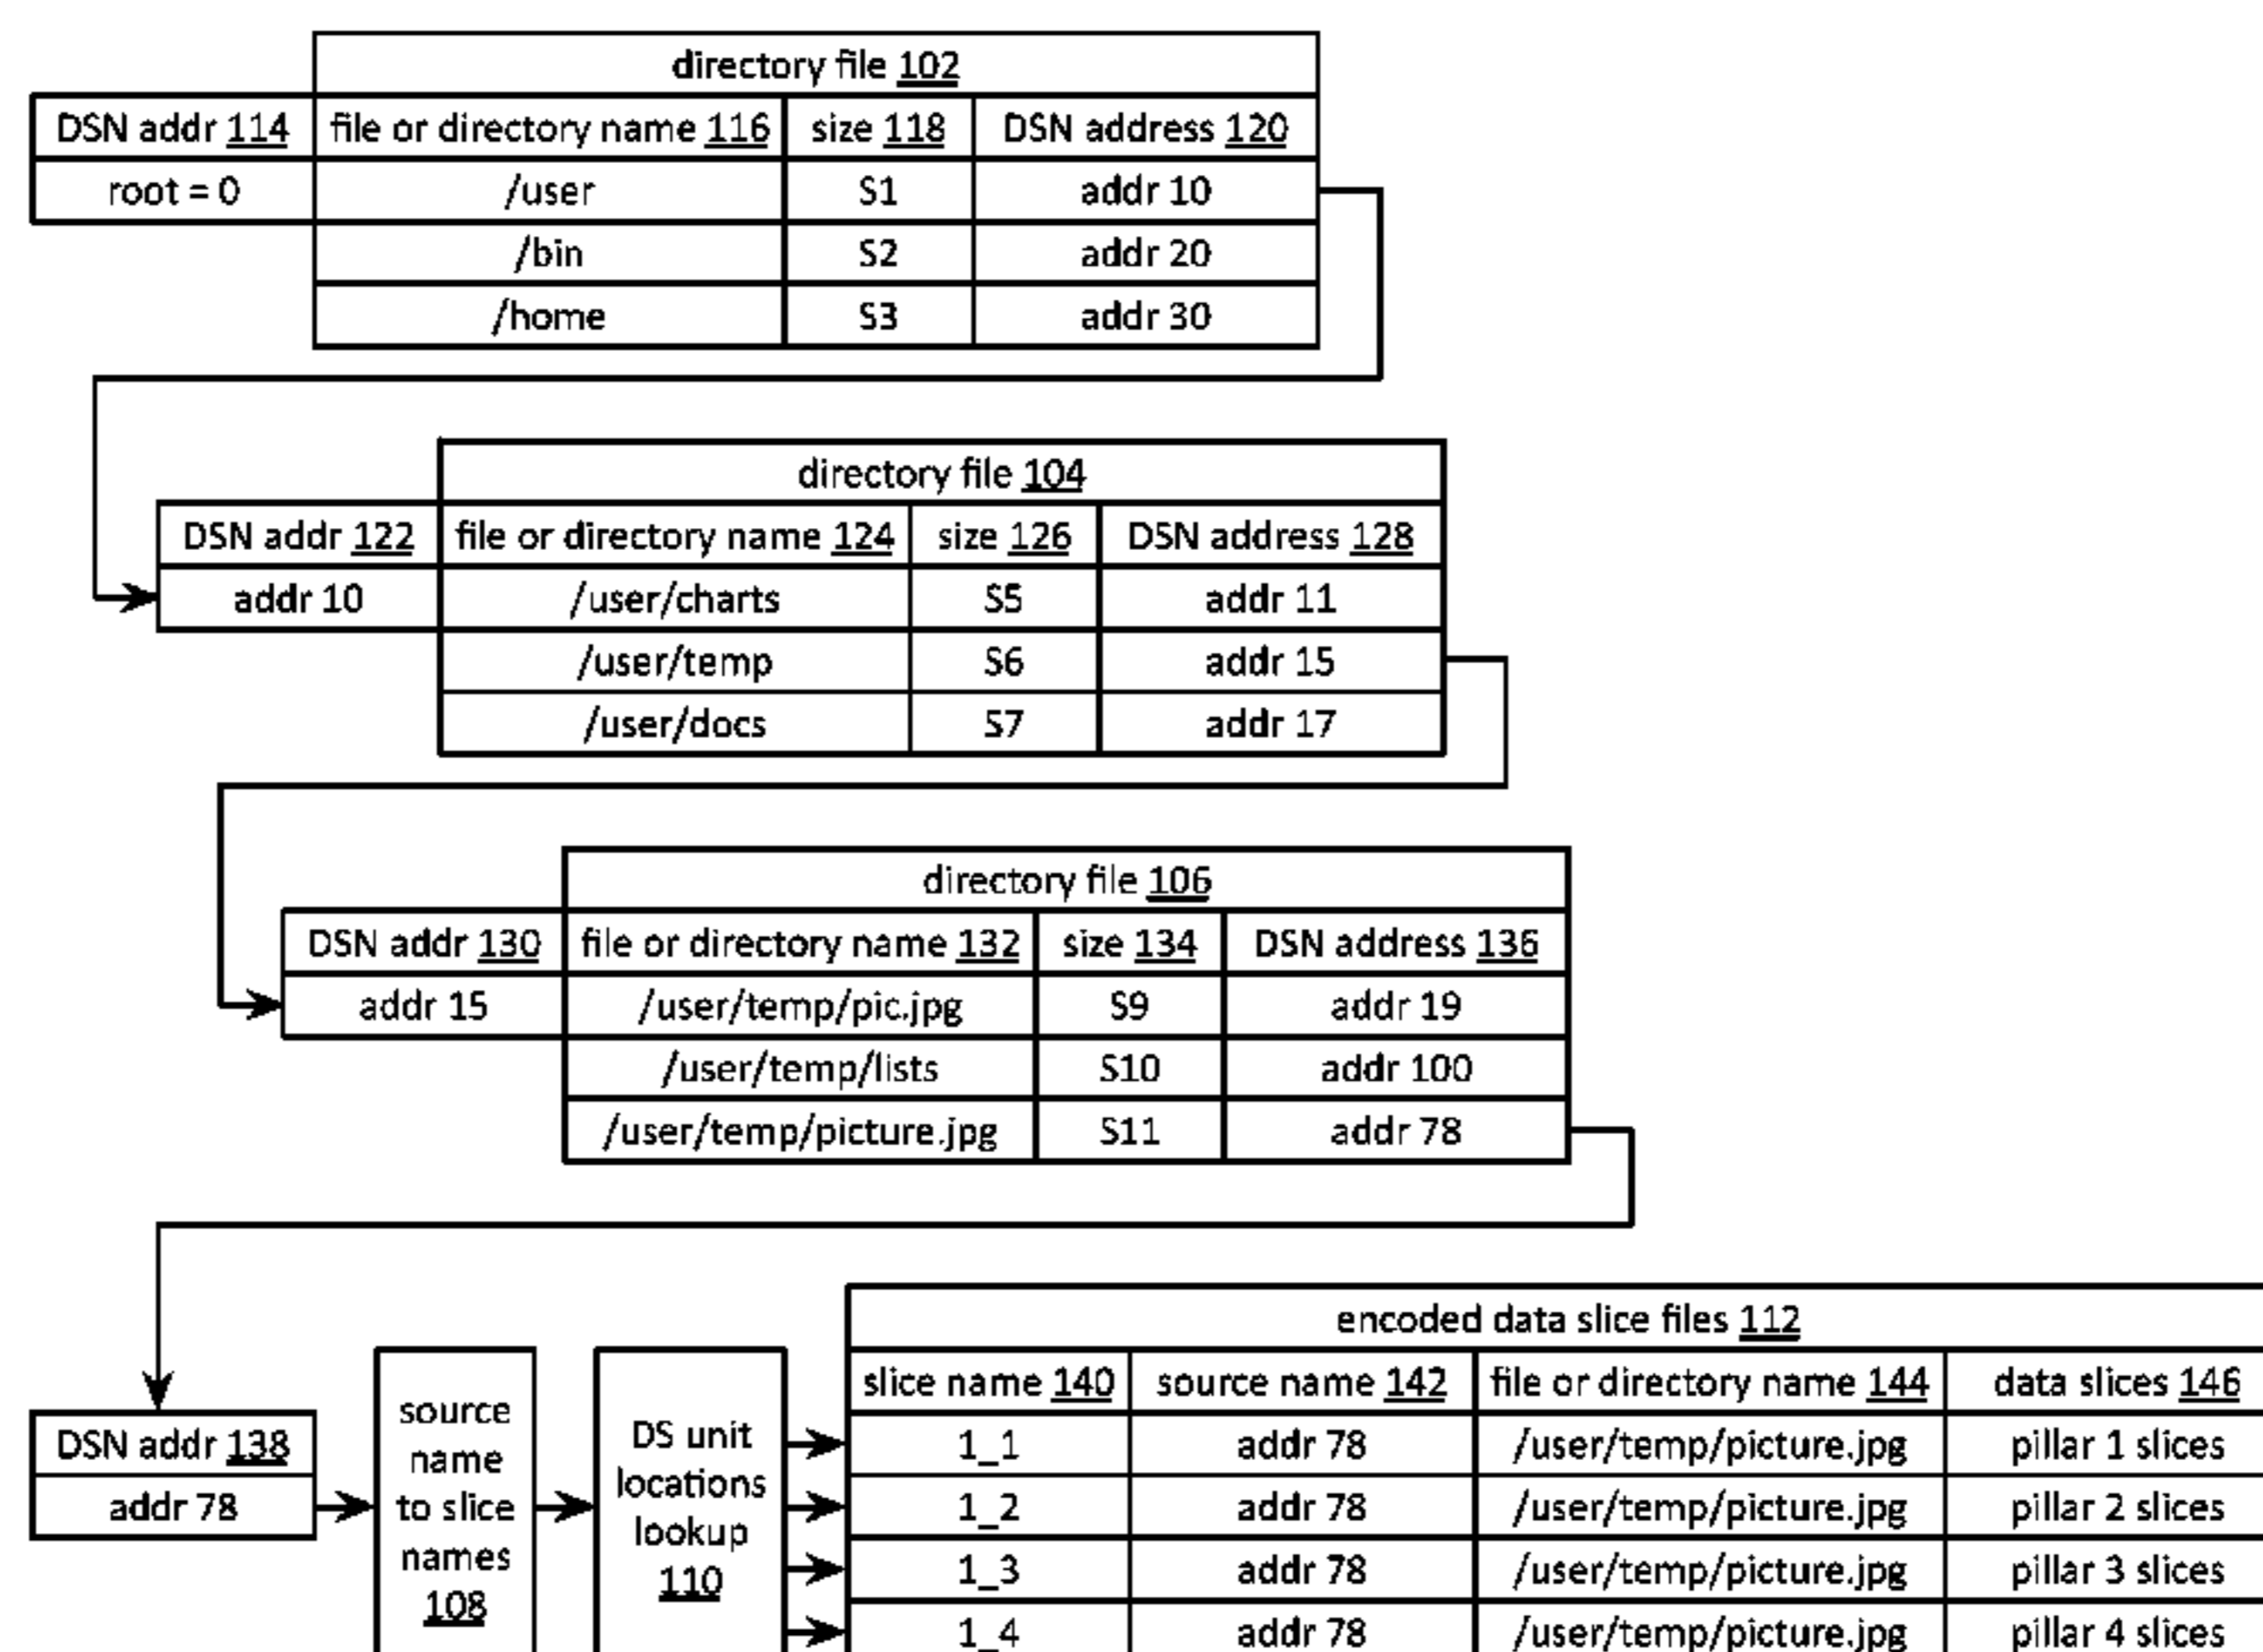 directory file 102
DSN addr 114 file or directory name 116 size 118 DSN address 120
root = 0 /user S1 addr 10
/bin S2 addr 20
/home S3 addr 30
directory file 104
DSN addr 122 file or directory name 124 size 126 DSN address 128
addr 10 /user/charts S5 addr 11
/user/temp S6 addr 15
/user/docs S7 addr 17
directory file 106
DSN addr 130 file or directory name 132 size 134 DSN address 136
addr 15 /user/temp/pic.jpg S9 addr 19
/user/temp/lists S10 addr 100
/user/temp/picture.jpg S11 addr 78
DSN addr 138
addr 78
source
name
to slice
names
108
DS unit
locations
lookup
110
encoded data slice files 112
slice name 140 source name 142 file or directory name 144 data slices 146
1_1 addr 78 /user/temp/picture.jpg pillar 1 slices
1_2 addr 78 /user/temp/picture.jpg pillar 2 slices
1_3 addr 78 /user/temp/picture.jpg pillar 3 slices
1_4 addr 78 /user/temp/picture.jpg pillar 4 slices